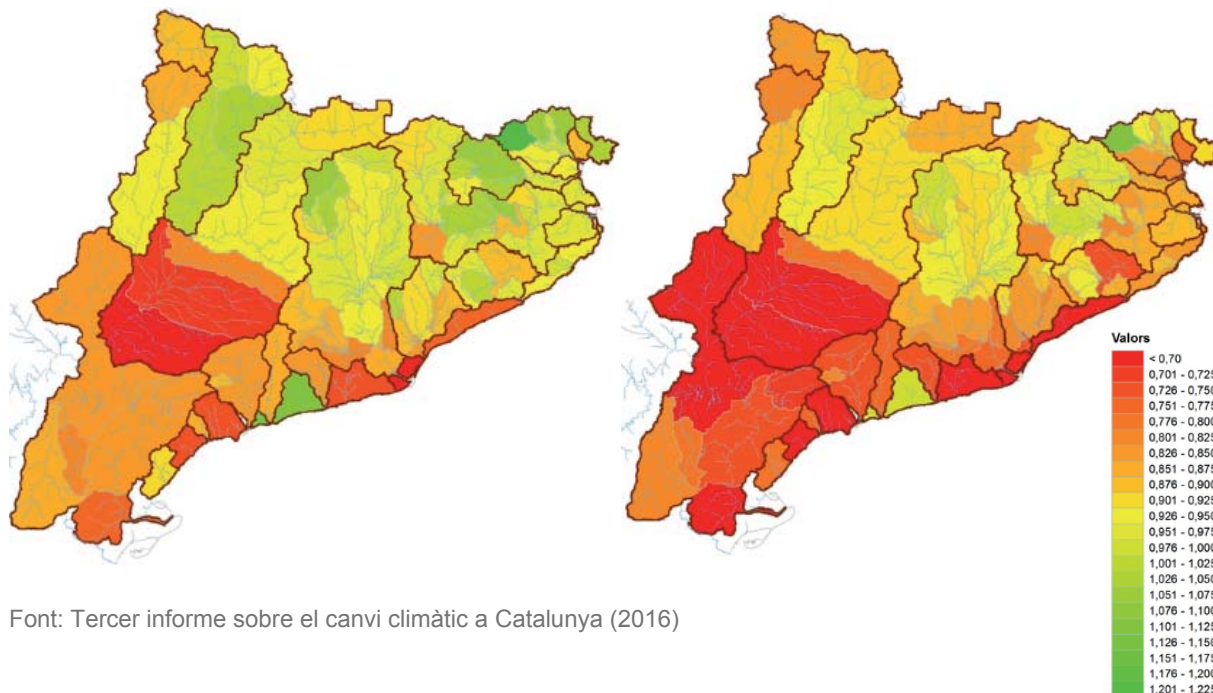 Valors
< 0,70
0,701 - 0,725
0,726 - 0,750
0,751 - 0,775
0,776 - 0,800
0,801 - 0,825
0,826 - 0,850
0,851 - 0,875
0,876 - 0,900
0,901 - 0,925
0,926 - 0,950
0,951 - 0,975
0,976 - 1,000
1,001 - 1,025
1,026 - 1,050
1,051 - 1,075
1,076 - 1,100
1,101 - 1,125
1,126 - 1,150
1,151 - 1,175
1,176 - 1,200
1,201 - 1,225
Font: Tercer informe sobre el canvi climàtic a Catalunya (2016)